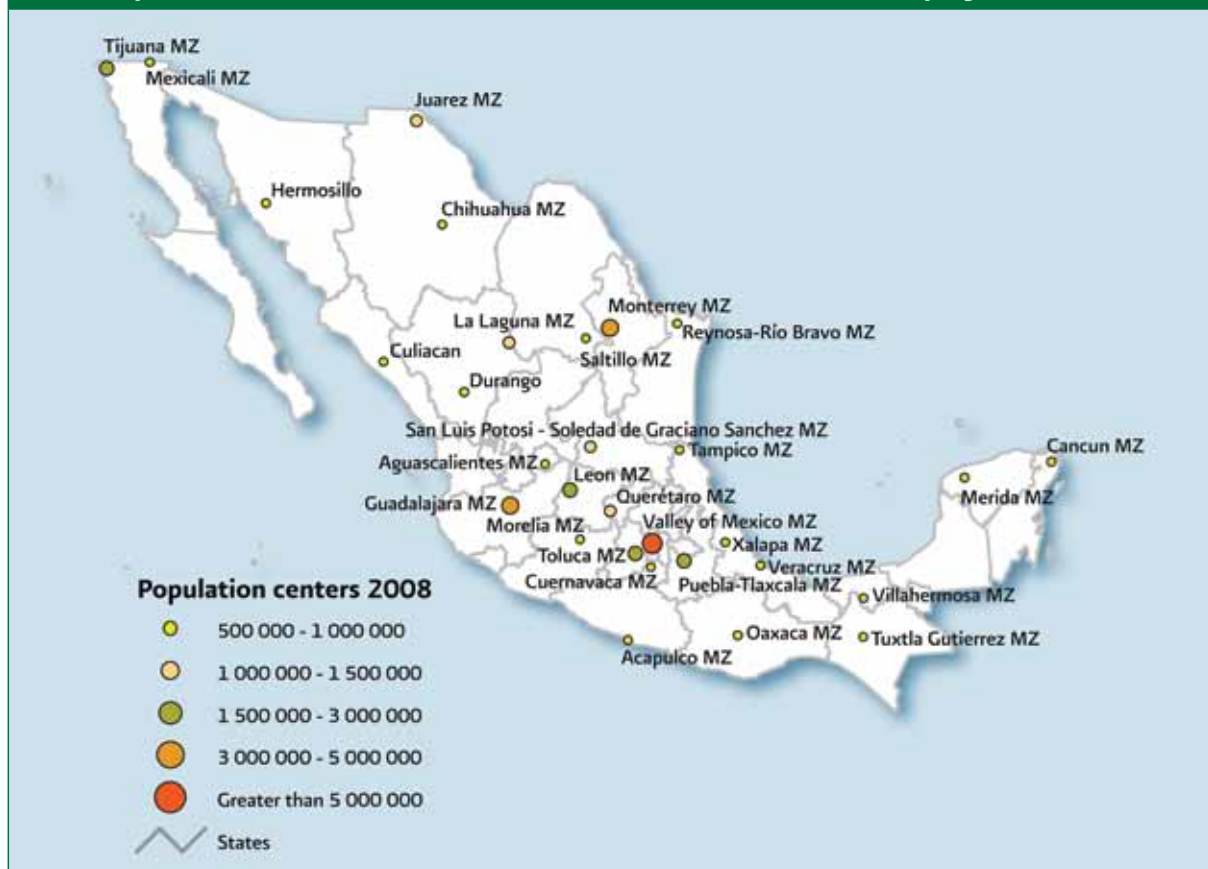 Tijuana MZ
Mexicali MZ
Juarez MZ
Hermosillo
Chihuahua MZ
Monterrey MZ
La Laguna MZ
Reynosa-Río Bravo MZ
Saltillo MZ
Culiacan
Durango
San Luis Potosi - Soledad de Graciano Sanchez MZ
Tampico MZ
Cancun MZ
Aguascalientes MZ
Leon MZ
Merida MZ
Guadalajara MZ
Querétaro MZ
Morelia MZ
Valley of Mexico MZ
Toluca MZ
Xalapa MZ
Cuernavaca MZ
Veracruz MZ
Puebla-Tlaxcala MZ
Villahermosa MZ
Oaxaca MZ
Tuxtla Gutierrez MZ
Acapulco MZ
Population centers 2008
500 000 - 1 000 000
1 000 000 - 1 500 000
1 500 000 - 3 000 000
3 000 000 - 5 000 000
Greater than 5 000 000
States